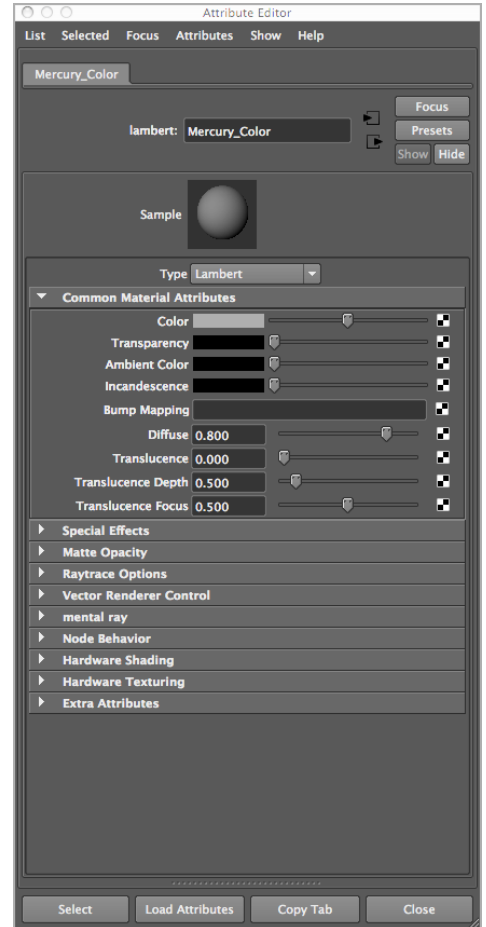 Attribute Editor
List Selected Focus Attributes Show Help
Mercury_Color
Focus
lambert: Mercury_Color
Presets
Show Hide
Sample
Type Lambert
Common Material Attributes
Color
Transparency
Ambient Color
Incandescence
Bump Mapping
Diffuse 0.800
Translucence 0.000
Translucence Depth 0.500
Translucence Focus 0.500
Special Effects
Matte Opacity
Raytrace Options
Vector Renderer Control
mental ray
Node Behavior
Hardware Shading
Hardware Texturing
Extra Attributes
Select Load Attributes Copy Tab Close